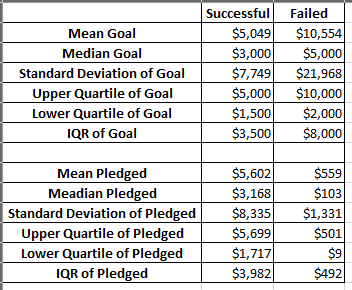 Successful Failed
Mean Goal $5,049 $10,554
Median Goal $3,000 $5,000
Standard Deviation of Goal $7,749 $21,968
Upper Quartile of Goal $5,000 $10,000
Lower Quartile of Goal $1,500 $2,000
IQR of Goal $3,500 $8,000
Mean Pledged $5,602 $559
Meadian Pledged $3,168 $103
Standard Deviation of Pledged $8,335 $1,331
Upper Quartile of Pledged $5,699 $501
Lower Quartile of Pledged $1,717 $9
IQR of Pledged $3,982 $492